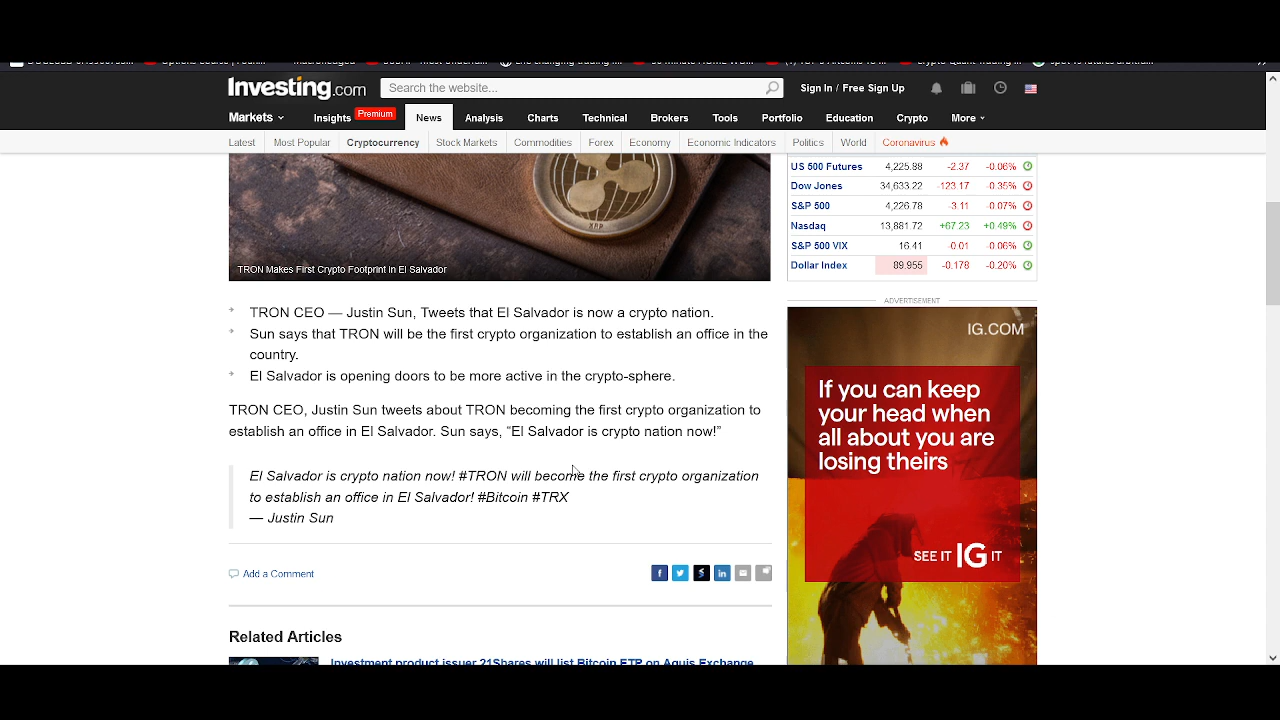 Investing.com
Search the website...
Sign In / Free Sign Up
Markets
Insights
Premium
News
Analysis
Charts
Technical
Brokers
Tools
Portfolio
Education
Crypto
More
Latest
Most Popular
Cryptocurrency
Stock Markets
Commodities
Forex
Economy
Economic Indicators
Politics
World
Coronavirus
XRP
TRON Makes First Crypto Footprint in El Salvador
TRON CEO — Justin Sun, Tweets that El Salvador is now a crypto nation.
Sun says that TRON will be the first crypto organization to establish an office in the
country.
El Salvador is opening doors to be more active in the crypto-sphere.
TRON CEO, Justin Sun tweets about TRON becoming the first crypto organization to
establish an office in El Salvador. Sun says, “El Salvador is crypto nation now!”
El Salvador is crypto nation now! #TRON will become the first crypto organization
to establish an office in El Salvador! #Bitcoin #TRX
— Justin Sun
Add a Comment
Related Articles
Investment product issuer 21Shares will list Bitcoin ETP on Aquis Exchange
US 500 Futures 4,225.88 -2.37 -0.06%
Dow Jones 34,633.22 -123.17 -0.35%
S&P 500 4,226.78 -3.11 -0.07%
Nasdaq 13,881.72 +67.23 +0.49%
S&P 500 VIX 16.41 -0.01 -0.06%
Dollar Index 89.955 -0.178 -0.20%
ADVERTISEMENT
IG.COM
If you can keep
your head when
all about you are
losing theirs
SEE IT IG IT